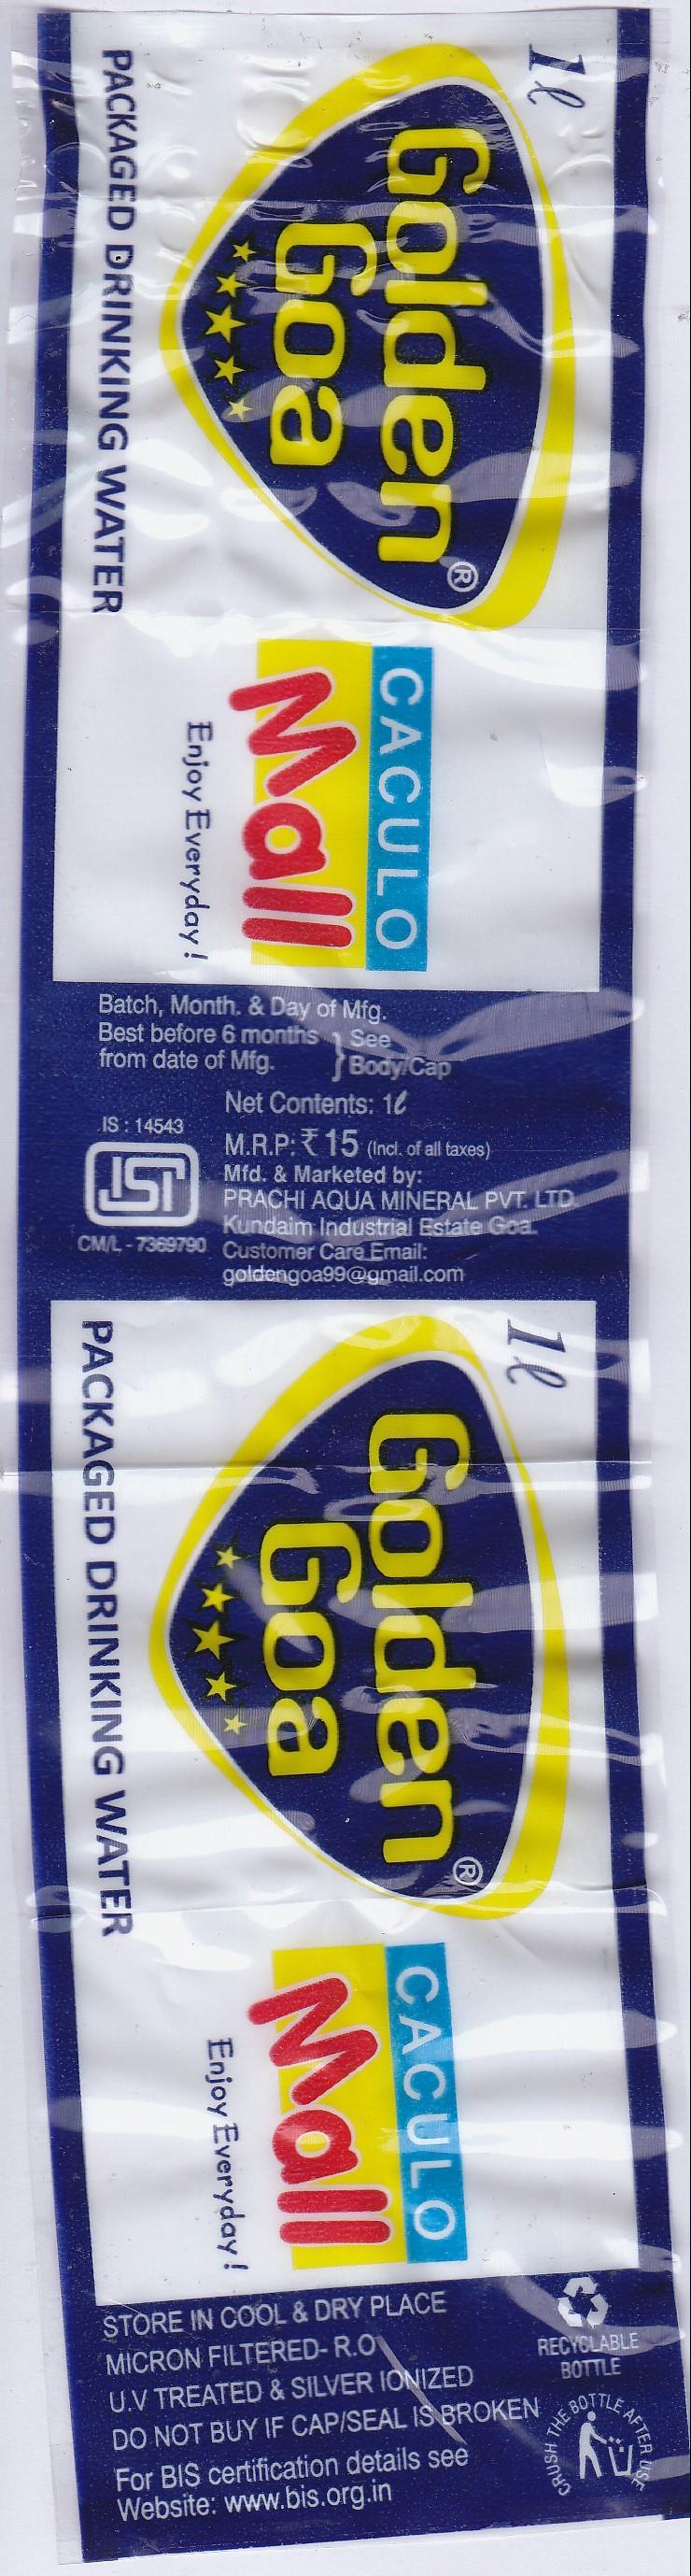 1ℓ
Golden
Goa®
PACKAGED DRINKING WATER
CACULO
Mall
Enjoy Everyday!
Batch, Month. & Day of Mfg.
Best before 6 months } See
from date of Mfg. Body/Cap
Net Contents: 1ℓ
IS : 14543
M.R.P: ₹ 15 (Incl. of all taxes)
Mfd. & Marketed by:
PRACHI AQUA MINERAL PVT. LTD.
Kundaim Industrial Estate Goa.
CM/L - 7369790
Customer Care Email:
goldengoa99@gmail.com
1ℓ
Golden
Goa®
PACKAGED DRINKING WATER
CACULO
Mall
Enjoy Everyday!
STORE IN COOL & DRY PLACE
MICRON FILTERED- R.O
U.V TREATED & SILVER IONIZED
DO NOT BUY IF CAP/SEAL IS BROKEN
For BIS certification details see
Website: www.bis.org.in
RECYCLABLE
BOTTLE
CRUSH THE BOTTLE AFTER USE